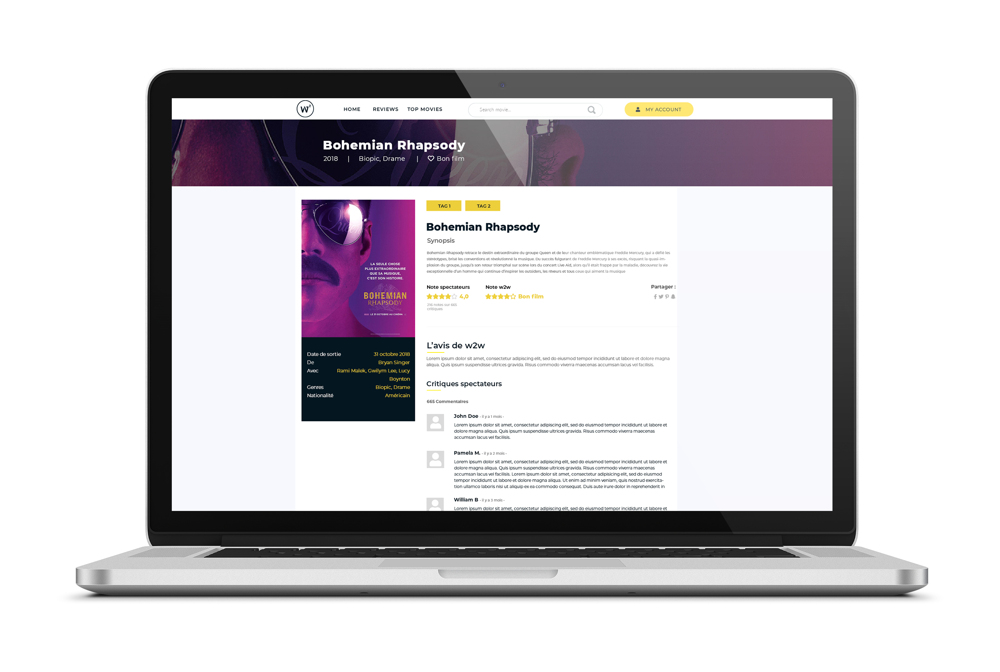 W²
HOME REVIEWS TOP MOVIES Search movie... MY ACCOUNT
Bohemian Rhapsody
2018 | Biopic, Drame | Bon film
Queen
LA SEULE CHOSE
PLUS EXTRAORDINAIRE
QUE SA MUSIQUE,
C'EST SON HISTOIRE.
BOHEMIAN
RHAPSODY
LE 31 OCTOBRE AU CINÉMA
Date de sortie 31 octobre 2018
De Bryan Singer
Avec Rami Malek, Gwilym Lee, Lucy
Boynton
Genres Biopic, Drame
Nationalité Américain
TAG 1 TAG 2
Bohemian Rhapsody
Synopsis
Bohemian Rhapsody retrace le destin extraordinaire du groupe Queen et de leur chanteur emblématique Freddie Mercury, qui a défié les
stéréotypes, brisé les conventions et révolutionné la musique. Du succès fulgurant de Freddie Mercury à ses excès, risquant la quasi-im-
plosion du groupe, jusqu'à son retour triomphal sur scène lors du concert Live Aid, alors qu'il était frappé par la maladie, découvrez la vie
exceptionnelle d'un homme qui continue d'inspirer les outsiders, les rêveurs et tous ceux qui aiment la musique
Note spectateurs Note w2w Partager :
4,0 Bon film
216 notes sur 665
critiques
L'avis de w2w
Lorem ipsum dolor sit amet, consectetur adipiscing elit, sed do eiusmod tempor incididunt ut labore et dolore magna
aliqua. Quis ipsum suspendisse ultrices gravida. Risus commodo viverra maecenas accumsan lacus vel facilisis.
Critiques spectateurs
665 Commentaires
John Doe • il y a 1 mois •
Lorem ipsum dolor sit amet, consectetur adipiscing elit, sed do eiusmod tempor incididunt ut labore et
dolore magna aliqua. Quis ipsum suspendisse ultrices gravida. Risus commodo viverra maecenas
accumsan lacus vel facilisis.
Pamela M. • il y a 2 mois •
Lorem ipsum dolor sit amet, consectetur adipiscing elit, sed do eiusmod tempor incididunt ut labore et
dolore magna aliqua. Quis ipsum suspendisse ultrices gravida. Risus commodo viverra maecenas
accumsan lacus vel facilisis. Lorem ipsum dolor sit amet, consectetur adipisicing elit, sed do eiusmod
tempor incididunt ut labore et dolore magna aliqua. Ut enim ad minim veniam, quis nostrud exercita-
tion ullamco laboris nisi ut aliquip ex ea commodo consequat. Duis aute irure dolor in reprehenderit in
William B • il y a 3 mois •
Lorem ipsum dolor sit amet, consectetur adipiscing elit, sed do eiusmod tempor incididunt ut labore et